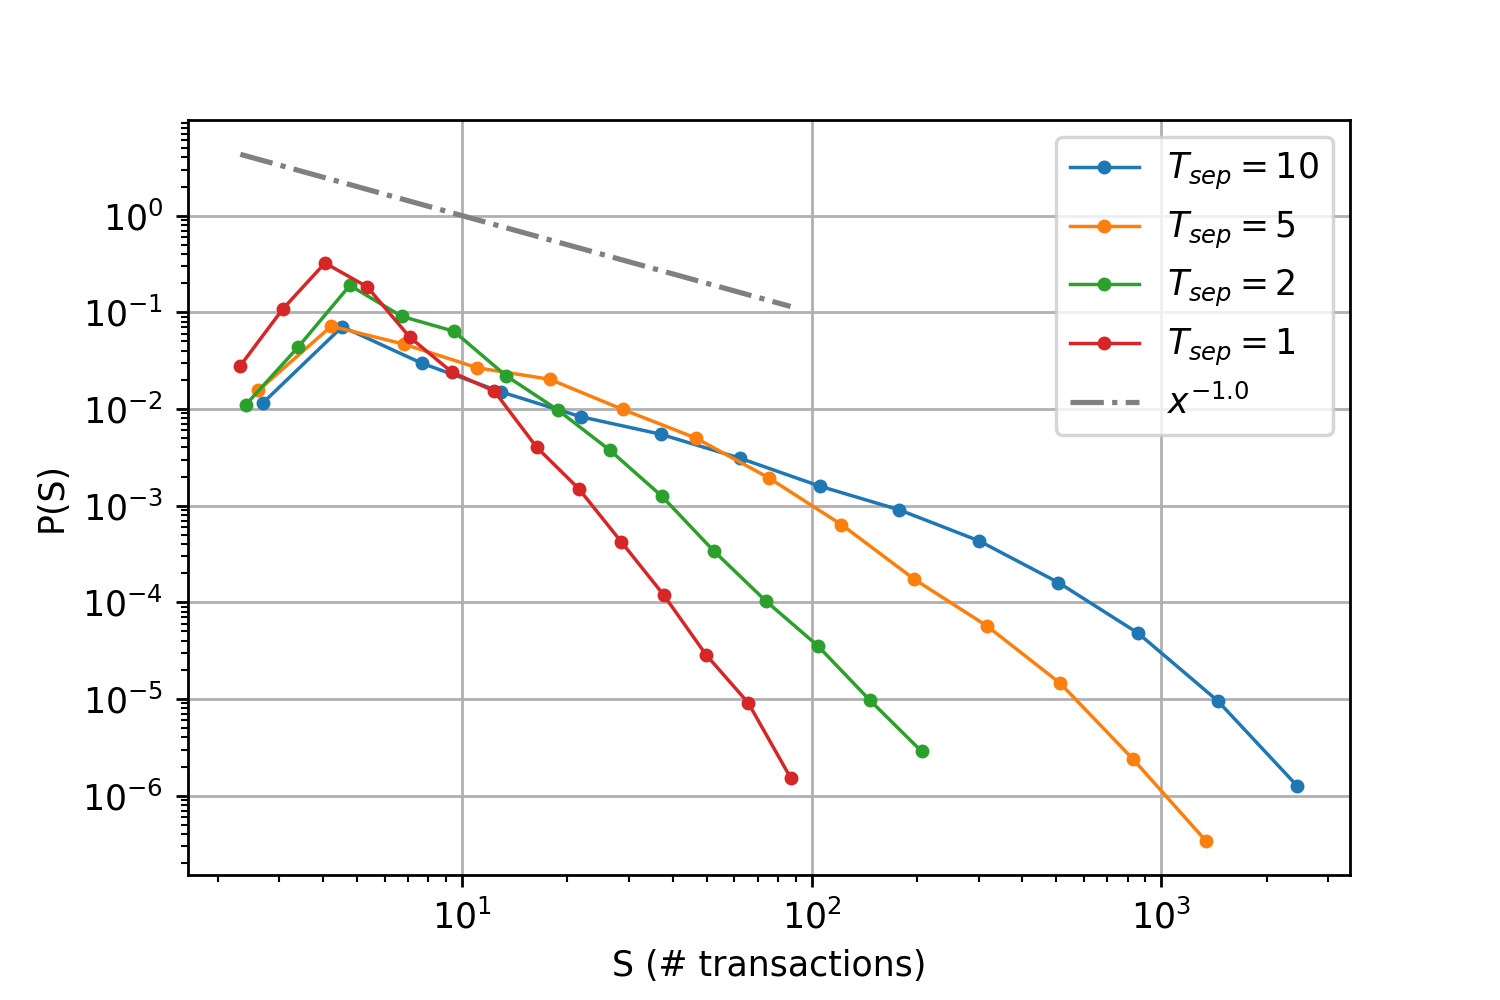 T_sep = 10
T_sep = 5
T_sep = 2
T_sep = 1
x^−1.0
P(S)
10^0
10^−1
10^−2
10^−3
10^−4
10^−5
10^−6
10^1 10^2 10^3
S (# transactions)